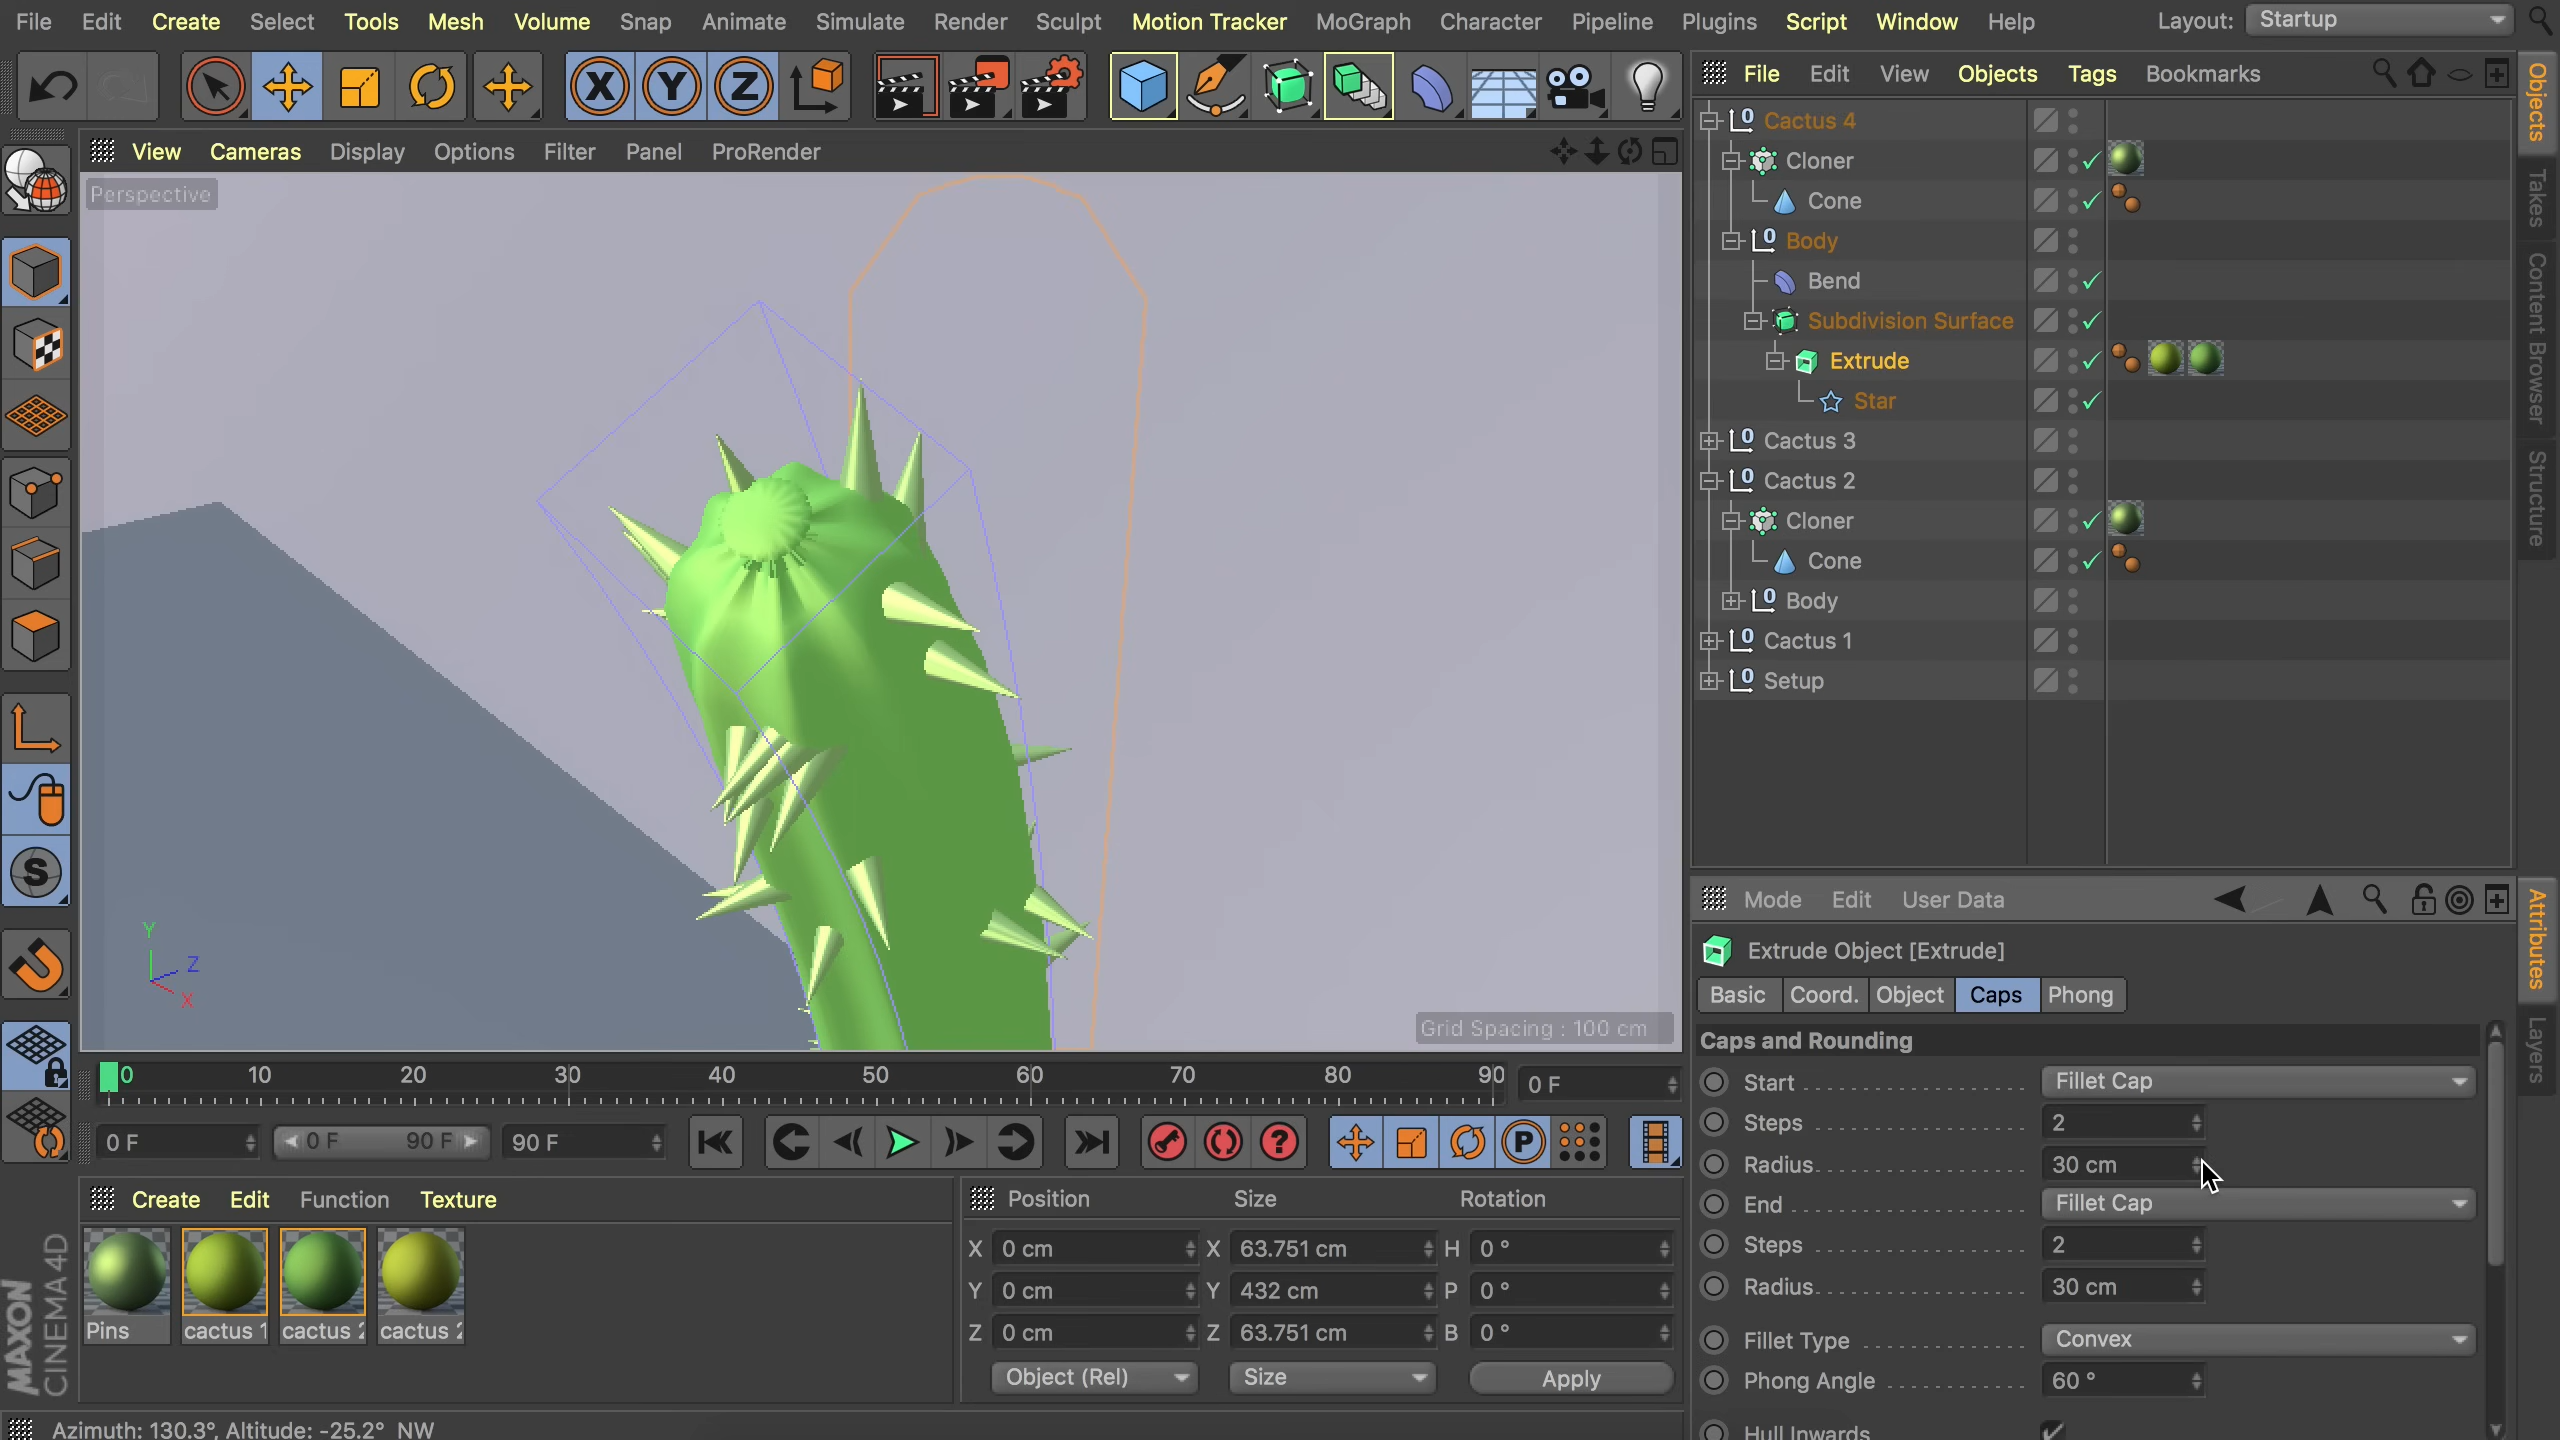 File Edit Create Select Tools Mesh Volume Snap Animate Simulate Render Sculpt Motion Tracker MoGraph Character Pipeline Plugins Script Window Help Layout: Startup
X Y Z
File Edit View Objects Tags Bookmarks
View Cameras Display Options Filter Panel ProRender
Perspective
Cactus 4
Cloner
Cone
Body
Bend
Subdivision Surface
Extrude
Star
Cactus 3
Cactus 2
Cloner
Cone
Body
Cactus 1
Setup
Objects
Takes
Content Browser
Structure
S
Y
Z
X
Grid Spacing : 100 cm
Mode Edit User Data
Extrude Object [Extrude]
Basic Coord. Object Caps Phong
Caps and Rounding
Start Fillet Cap
Steps 2
Radius 30 cm
End Fillet Cap
Steps 2
Radius 30 cm
Fillet Type Convex
Phong Angle 60 °
Hull Inwards
Attributes
Layers
0 10 20 30 40 50 60 70 80 90 0 F
0 F 0 F 90 F 90 F ? P
Create Edit Function Texture
Pins cactus 1 cactus 2 cactus 2
Position Size Rotation
X 0 cm X 63.751 cm H 0 °
Y 0 cm Y 432 cm P 0 °
Z 0 cm Z 63.751 cm B 0 °
Object (Rel) Size Apply
MAXON
CINEMA 4D
Azimuth: 130.3°, Altitude: -25.2° NW